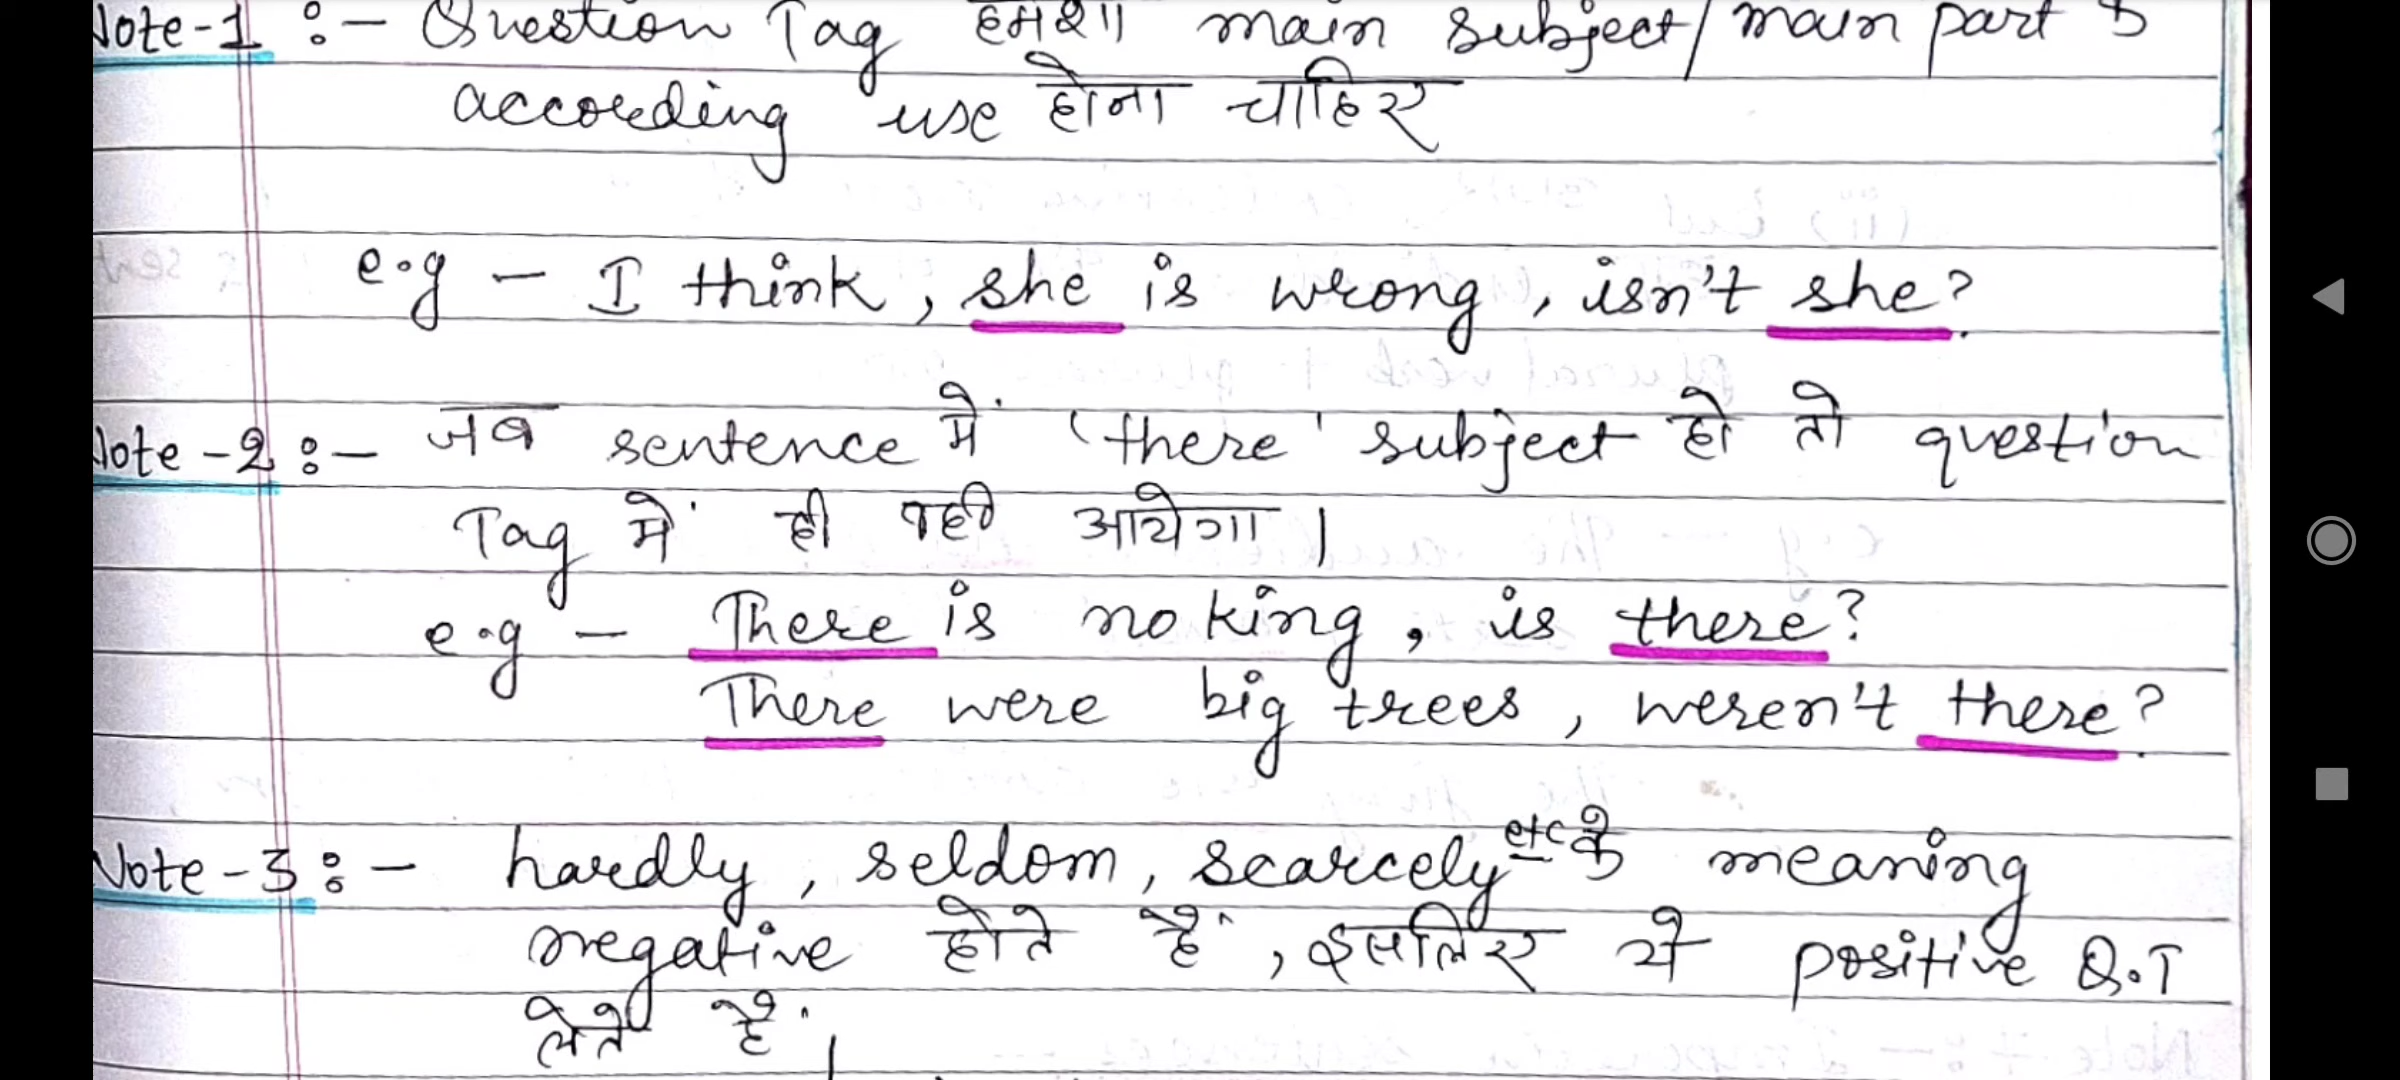 Note-1 :- Question Tag हमेशा main subject/main part के
according use होना चाहिए
e.g - I think, she is wrong, isn't she?
Note-2 :- जब sentence में 'there' subject हो तो question
Tag में ही वही आयेगा।
e.g - There is no king, is there?
There were big trees, weren't there?
Note-3 :- hardly, seldom, scarcely etc के meaning
negative होते हैं, इसलिए ये positive Q.T
लेते हैं।